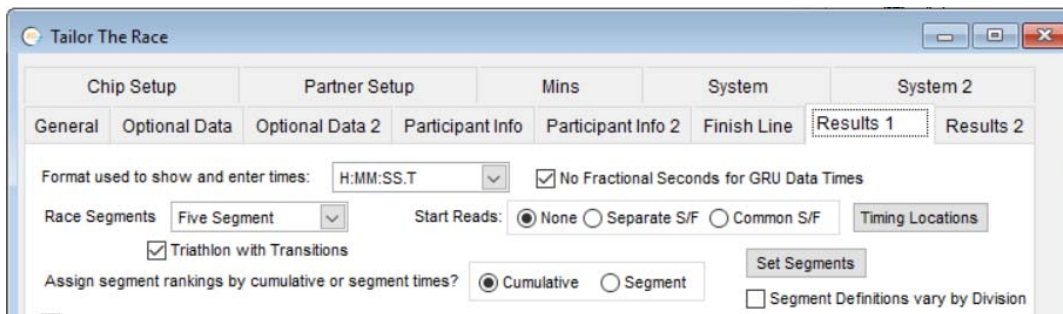 Tailor The Race
Chip Setup Partner Setup Mins System System 2
General Optional Data Optional Data 2 Participant Info Participant Info 2 Finish Line Results 1 Results 2
Format used to show and enter times: H:MM:SS.T No Fractional Seconds for GRU Data Times
Race Segments Five Segment Start Reads: None Separate S/F Common S/F Timing Locations
Triathlon with Transitions
Set Segments
Assign segment rankings by cumulative or segment times? Cumulative Segment
Segment Definitions vary by Division